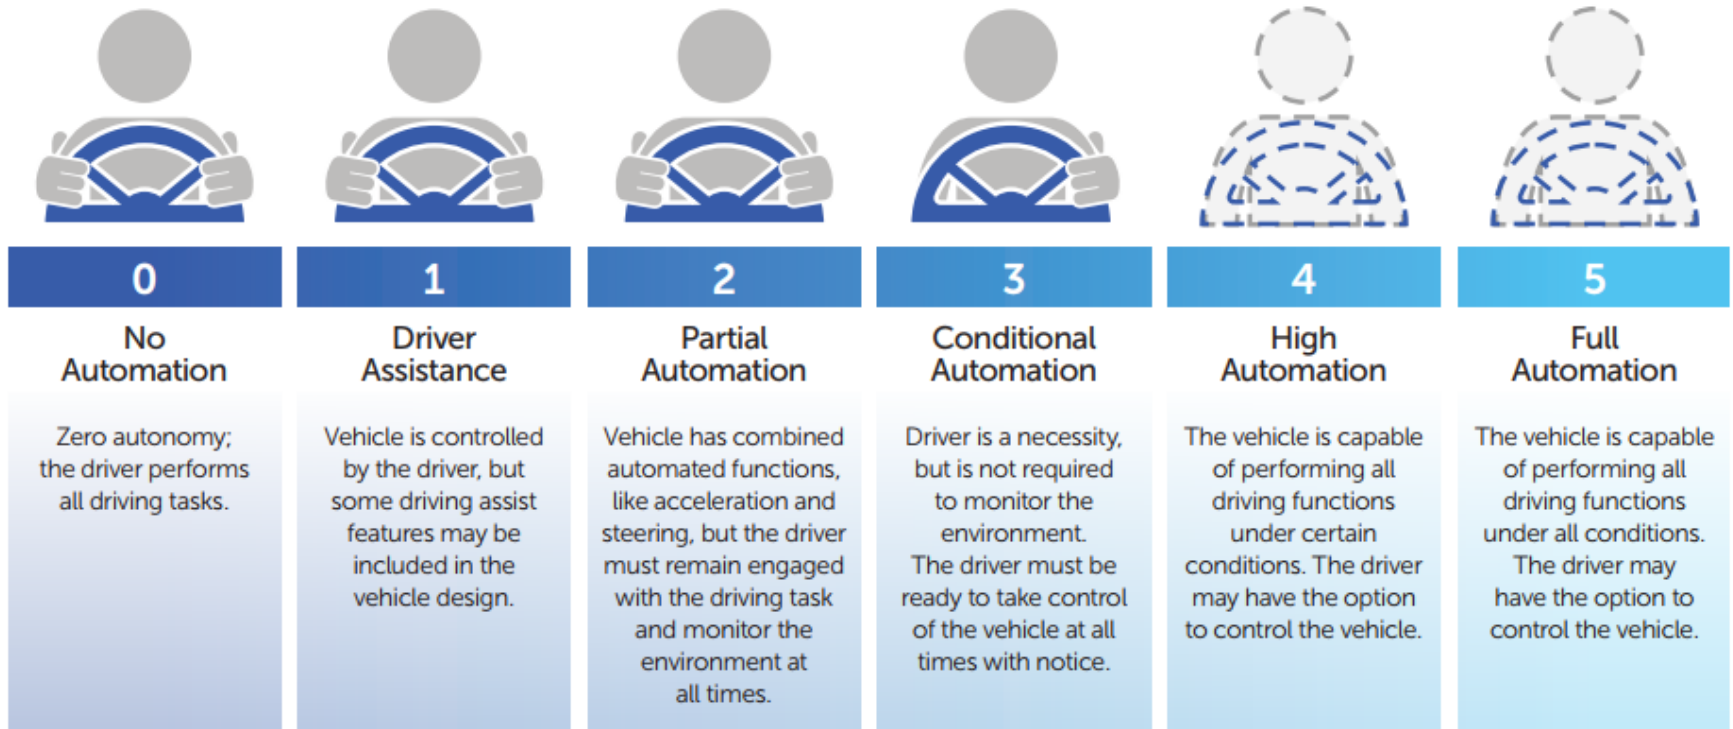 0
No
Automation
Zero autonomy;
the driver performs
all driving tasks.
1
Driver
Assistance
Vehicle is controlled
by the driver, but
some driving assist
features may be
included in the
vehicle design.
2
Partial
Automation
Vehicle has combined
automated functions,
like acceleration and
steering, but the driver
must remain engaged
with the driving task
and monitor the
environment at
all times.
3
Conditional
Automation
Driver is a necessity,
but is not required
to monitor the
environment.
The driver must be
ready to take control
of the vehicle at all
times with notice.
4
High
Automation
The vehicle is capable
of performing all
driving functions
under certain
conditions. The driver
may have the option
to control the vehicle.
5
Full
Automation
The vehicle is capable
of performing all
driving functions
under all conditions.
The driver may
have the option to
control the vehicle.